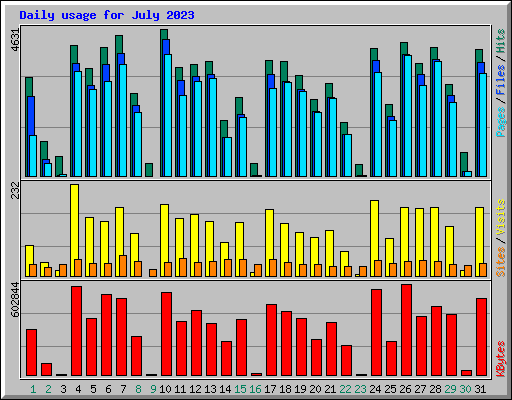 Daily usage for July 2023
4631
Pages / Files / Hits
232
Sites / Visits
602844
KBytes
1 2 3 4 5 6 7 8 9 10 11 12 13 14 15 16 17 18 19 20 21 22 23 24 25 26 27 28 29 30 31